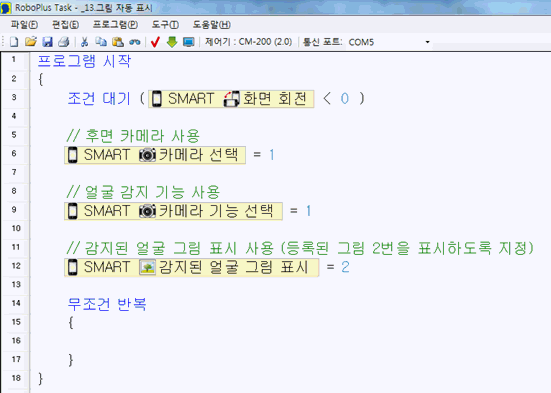 RoboPlus Task - _13.그림 자동 표시
파일(F) 편집(E) 프로그램(P) 도구(T) 도움말(H)
제어기 : CM-200 (2.0) 통신 포트: COM5
1 프로그램 시작
2 {
3 조건 대기 ( SMART 화면 회전 < 0 )
4
5 // 후면 카메라 사용
6 SMART 카메라 선택 = 1
7
8 // 얼굴 감지 기능 사용
9 SMART 카메라 기능 선택 = 1
10
11 // 감지된 얼굴 그림 표시 사용 (등록된 그림 2번을 표시하도록 지정)
12 SMART 감지된 얼굴 그림 표시 = 2
13
14 무조건 반복
15 {
16
17 }
18 }